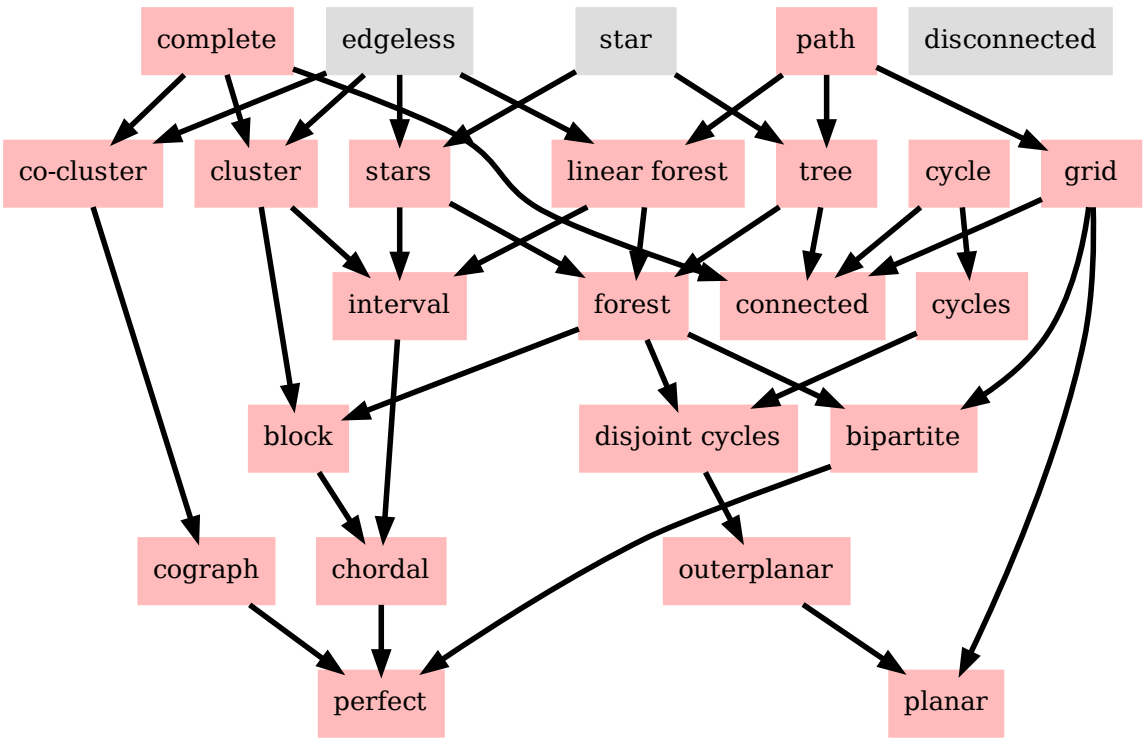 complete
edgeless
star
path
disconnected
co-cluster
cluster
stars
linear forest
tree
cycle
grid
interval
forest
connected
cycles
block
disjoint cycles
bipartite
cograph
chordal
outerplanar
perfect
planar